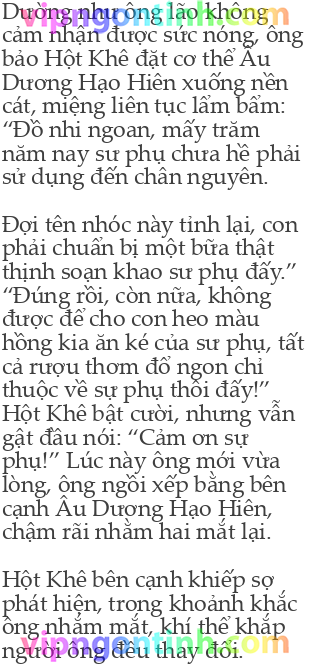 vipngontinh.com
Dường như ông lão không
cảm nhận được sức nóng, ông
bảo Hột Khê đặt cơ thể Âu
Dương Hạo Hiên xuống nền
cát, miệng liên tục lẩm bẩm:
“Đồ nhi ngoan, mấy trăm
năm nay sư phụ chưa hề phải
sử dụng đến chân nguyên.
Đợi tên nhóc này tỉnh lại, con
phải chuẩn bị một bữa thật
thịnh soạn khao sư phụ đấy.”
“Đúng rồi, còn nữa, không
được để cho con heo màu
hồng kia ăn ké của sư phụ, tất
cả rượu thơm đồ ngon chỉ
thuộc về sự phụ thôi đấy!”
Hột Khê bật cười, nhưng vẫn
gật đầu nói: “Cảm ơn sự
phụ!” Lúc này ông mới vừa
lòng, ông ngồi xếp bằng bên
cạnh Âu Dương Hạo Hiên,
chậm rãi nhắm hai mắt lại.
Hột Khê bên cạnh khiếp sợ
phát hiện, trong khoảnh khắc
ông nhắm mắt, khí thế khắp
người ông đều thay đổi.
vipngontinh.com